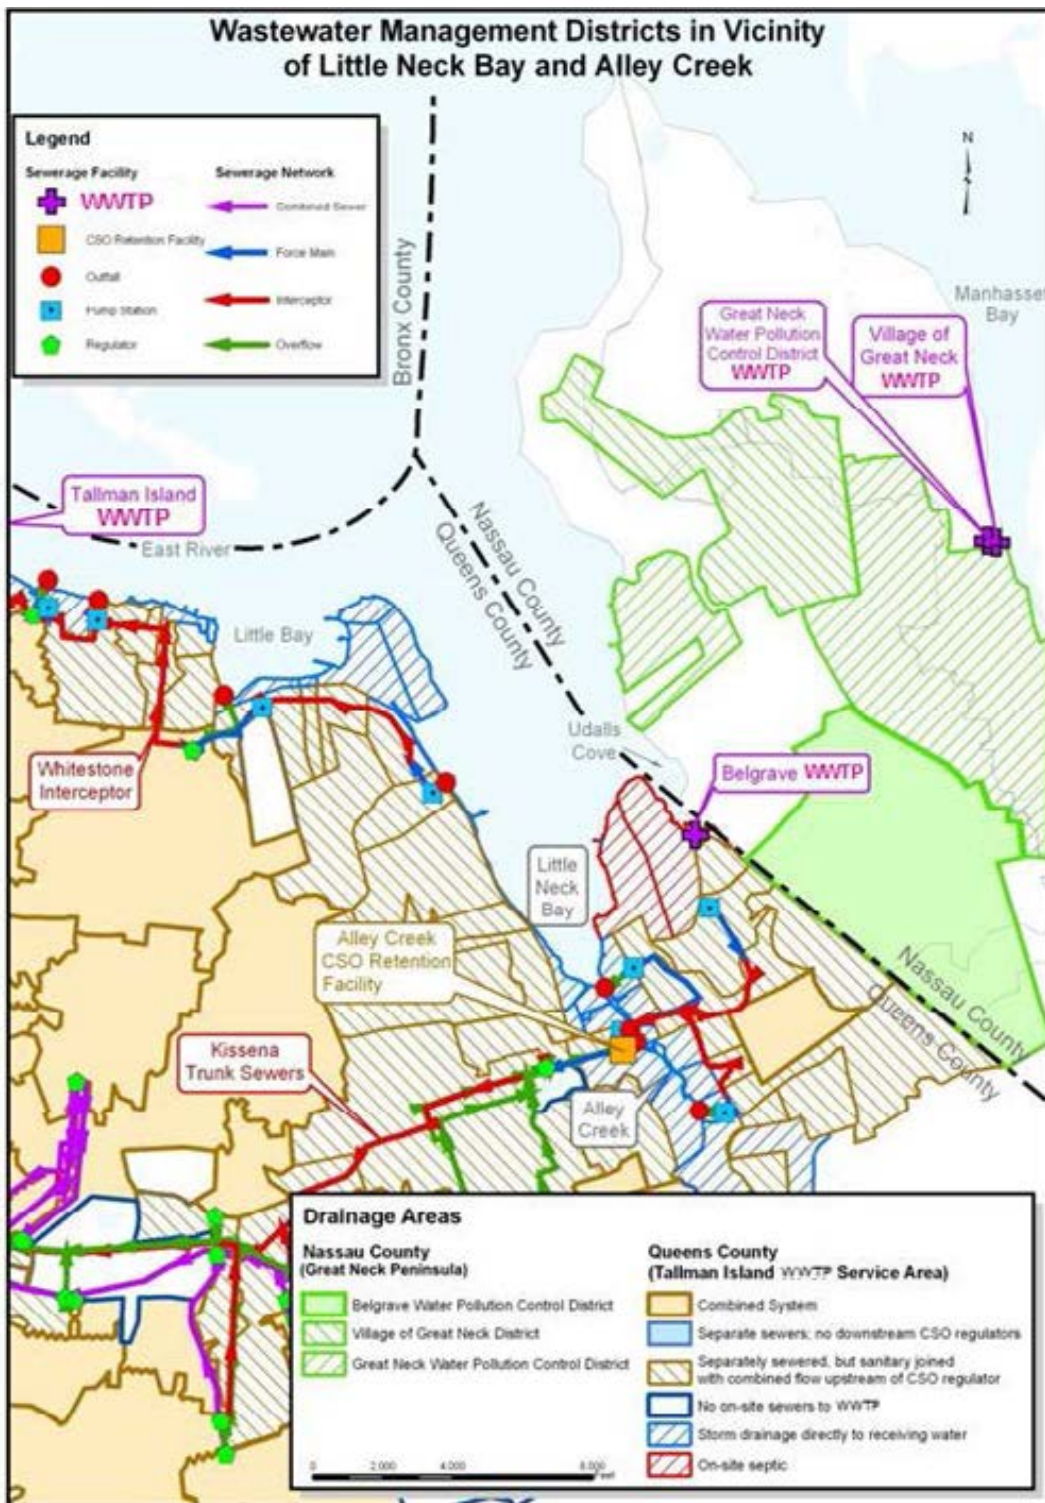 Wastewater Management Districts in Vicinity
of Little Neck Bay and Alley Creek
Legend
Sewerage Facility
WWTP
CSO Retention Facility
Outfall
Pump Station
Regulator
Sewerage Network
Combined Sewer
Force Main
Interceptor
Overflow
N
Bronx County
Manhasset
Bay
Great Neck
Water Pollution
Control District
WWTP
Village of
Great Neck
WWTP
Tallman Island
WWTP
East River
Nassau County
Queens County
Little Bay
Udalls
Cove
Whitestone
Interceptor
Belgrave WWTP
Little
Neck
Bay
Alley Creek
CSO Retention
Facility
Nassau County
Queens County
Kissena
Trunk Sewers
Alley
Creek
Drainage Areas
Nassau County
(Great Neck Peninsula)
Belgrave Water Pollution Control District
Village of Great Neck District
Great Neck Water Pollution Control District
Queens County
(Tallman Island WWTP Service Area)
Combined System
Separate sewers; no downstream CSO regulators
Separately sewered, but sanitary joined
with combined flow upstream of CSO regulator
No on-site sewers to WWTP
Storm drainage directly to receiving water
On-site septic
0 2,000 4,000 8,000
Feet